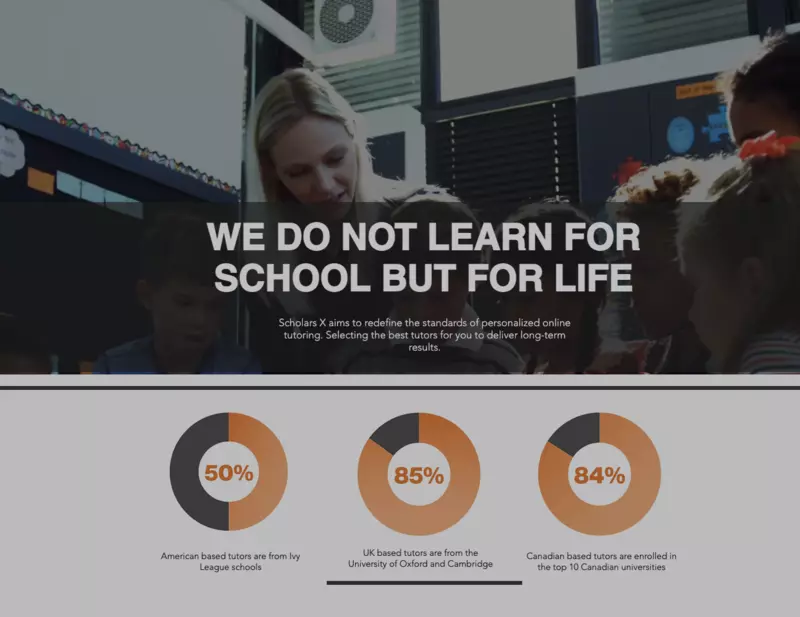 WE DO NOT LEARN FOR
SCHOOL BUT FOR LIFE
Scholars X aims to redefine the standards of personalized online
tutoring. Selecting the best tutors for you to deliver long-term
results.
50%
85%
84%
American based tutors are from Ivy
League schools
UK based tutors are from the
University of Oxford and Cambridge
Canadian based tutors are enrolled in
the top 10 Canadian universities